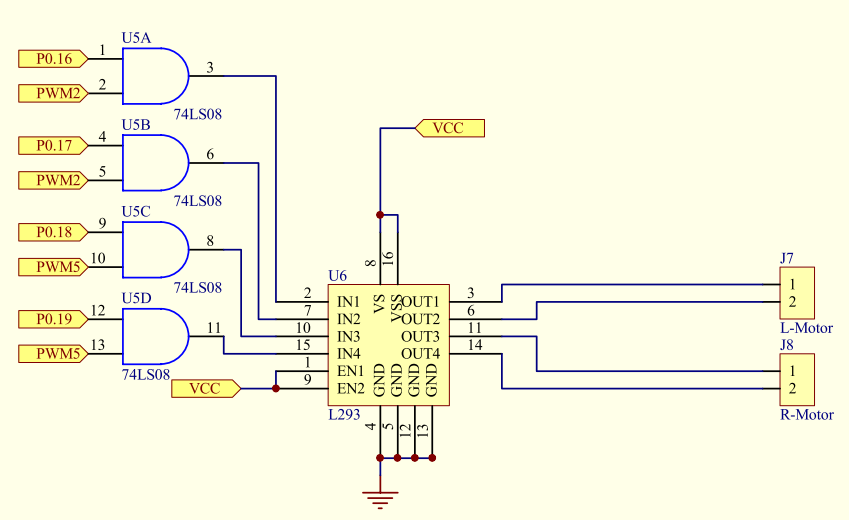 U5A
P0.16 1
3
PWM2 2
74LS08
U5B
P0.17 4
6
PWM2 5
74LS08
U5C
P0.18 9
8
PWM5 10
74LS08
U5D
P0.19 12
11
PWM5 13
74LS08
VCC
VCC
U6
8 16
VS VSS
2 IN1 OUT1 3
7 IN2 OUT2 6
10 IN3 OUT3 11
15 IN4 OUT4 14
1 EN1
9 EN2
GND GND GND GND
L293
4 5 12 13
J7
1
2
L-Motor
J8
1
2
R-Motor